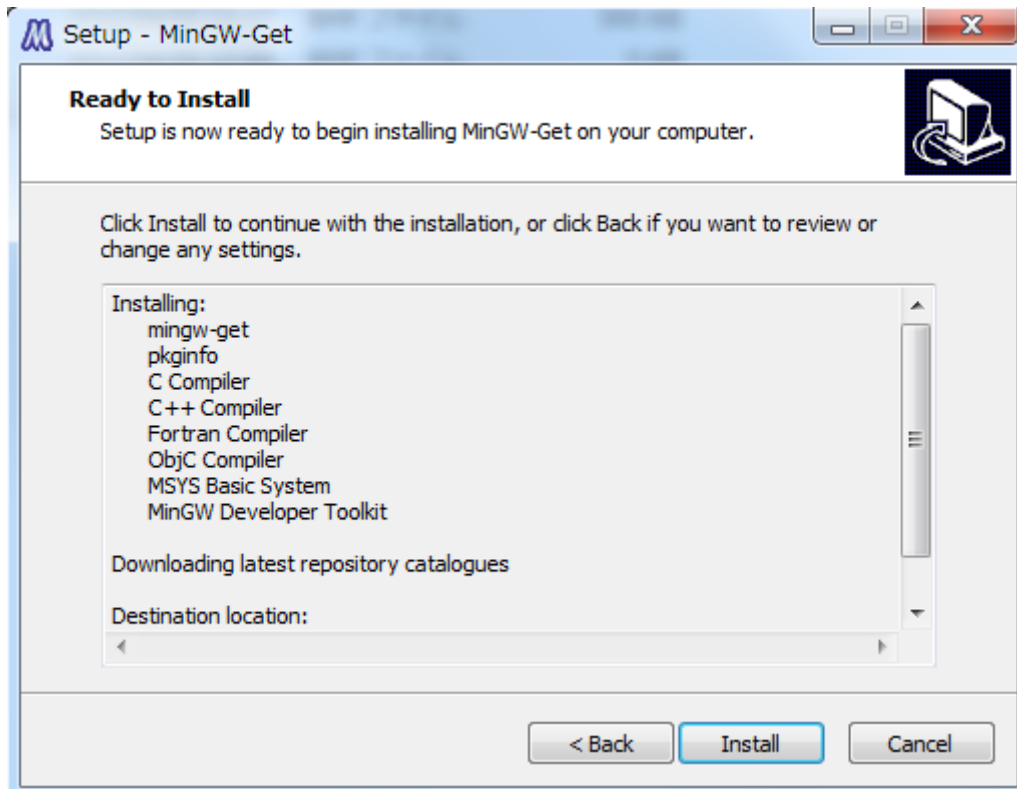 Setup - MinGW-Get
Ready to Install
Setup is now ready to begin installing MinGW-Get on your computer.
Click Install to continue with the installation, or click Back if you want to review or
change any settings.
Installing:
mingw-get
pkginfo
C Compiler
C++ Compiler
Fortran Compiler
ObjC Compiler
MSYS Basic System
MinGW Developer Toolkit
Downloading latest repository catalogues
Destination location:
< Back
Install
Cancel